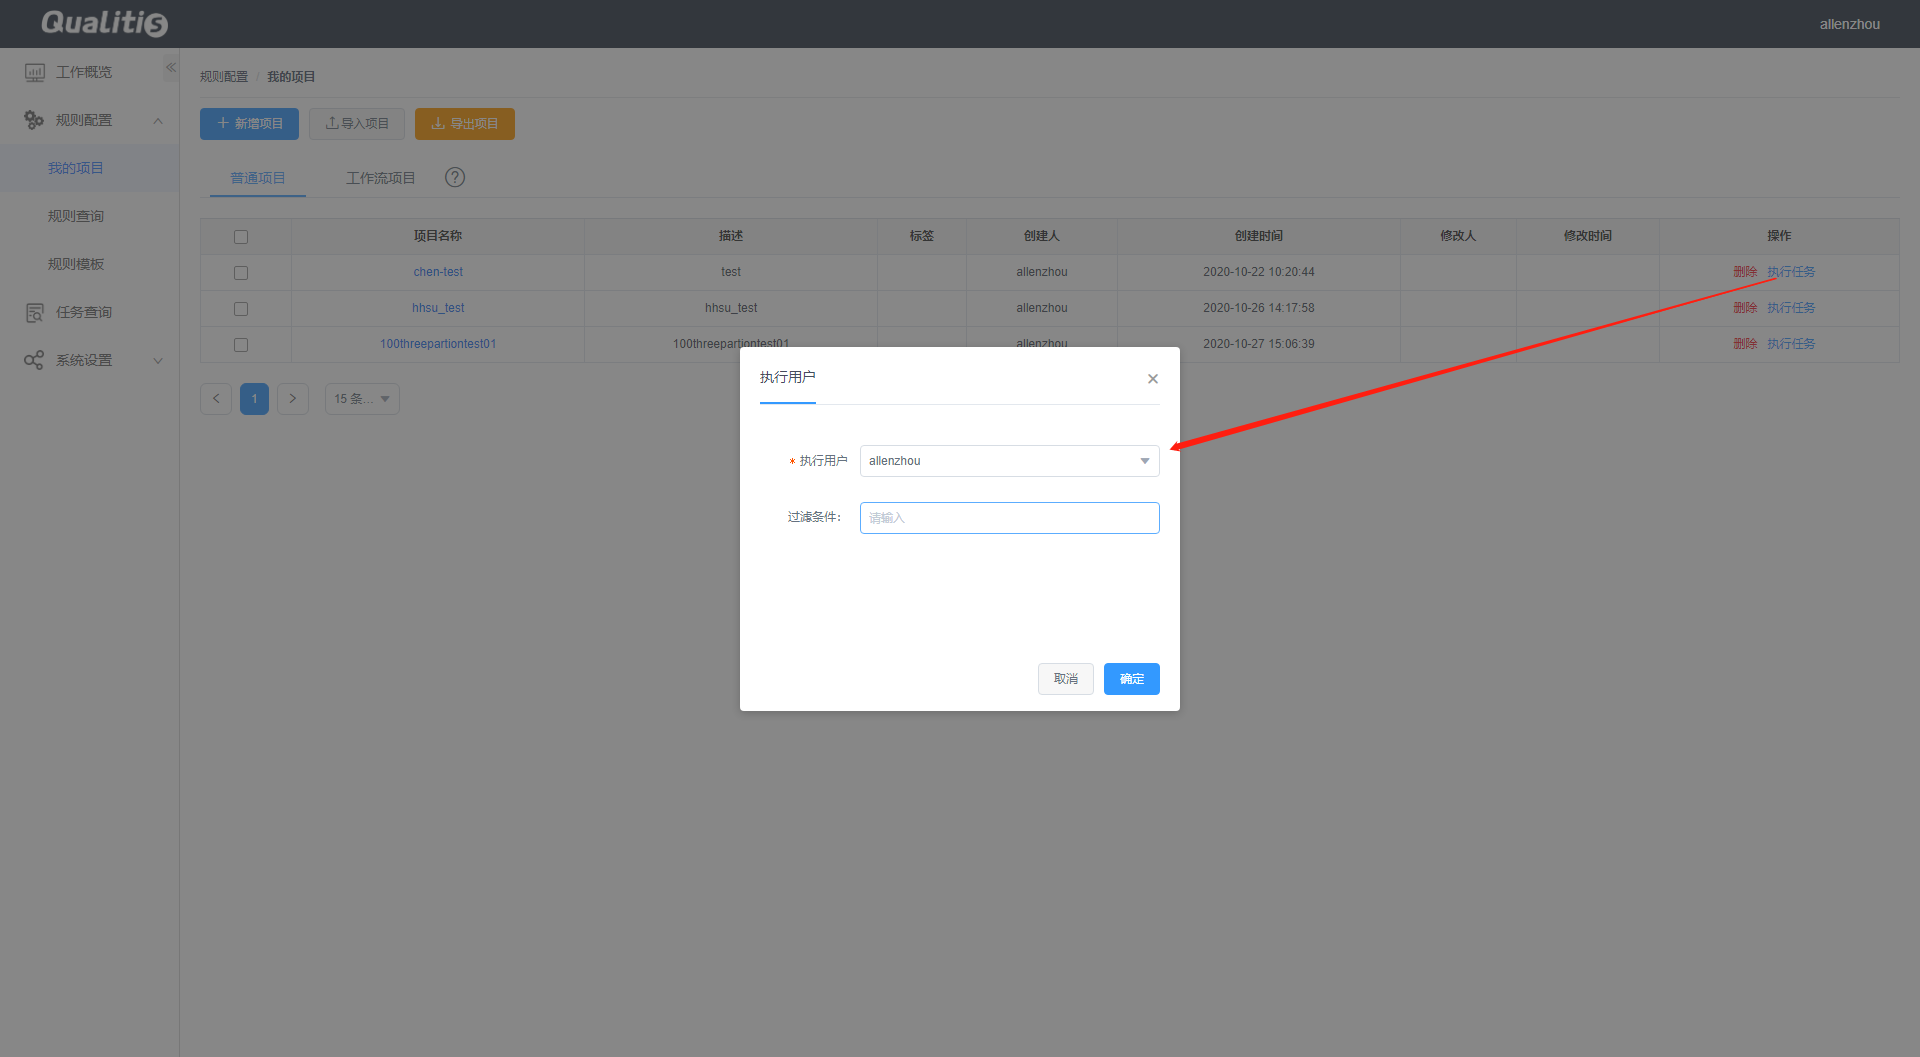 Qualitis
allenzhou
工作概览
规则配置
我的项目
规则查询
规则模板
任务查询
系统设置
规则配置 / 我的项目
新增项目 导入项目 导出项目
普通项目 工作流项目 ?
项目名称 描述 标签 创建人 创建时间 修改人 修改时间 操作
chen-test test allenzhou 2020-10-22 10:20:44 删除 执行任务
hhsu_test hhsu_test allenzhou 2020-10-26 14:17:58 删除 执行任务
100threepartiontest01 100threepartiontest01 allenzhou 2020-10-27 15:06:39 删除 执行任务
1 15 条...
执行用户
* 执行用户 allenzhou
过滤条件: 请输入
取消 确定